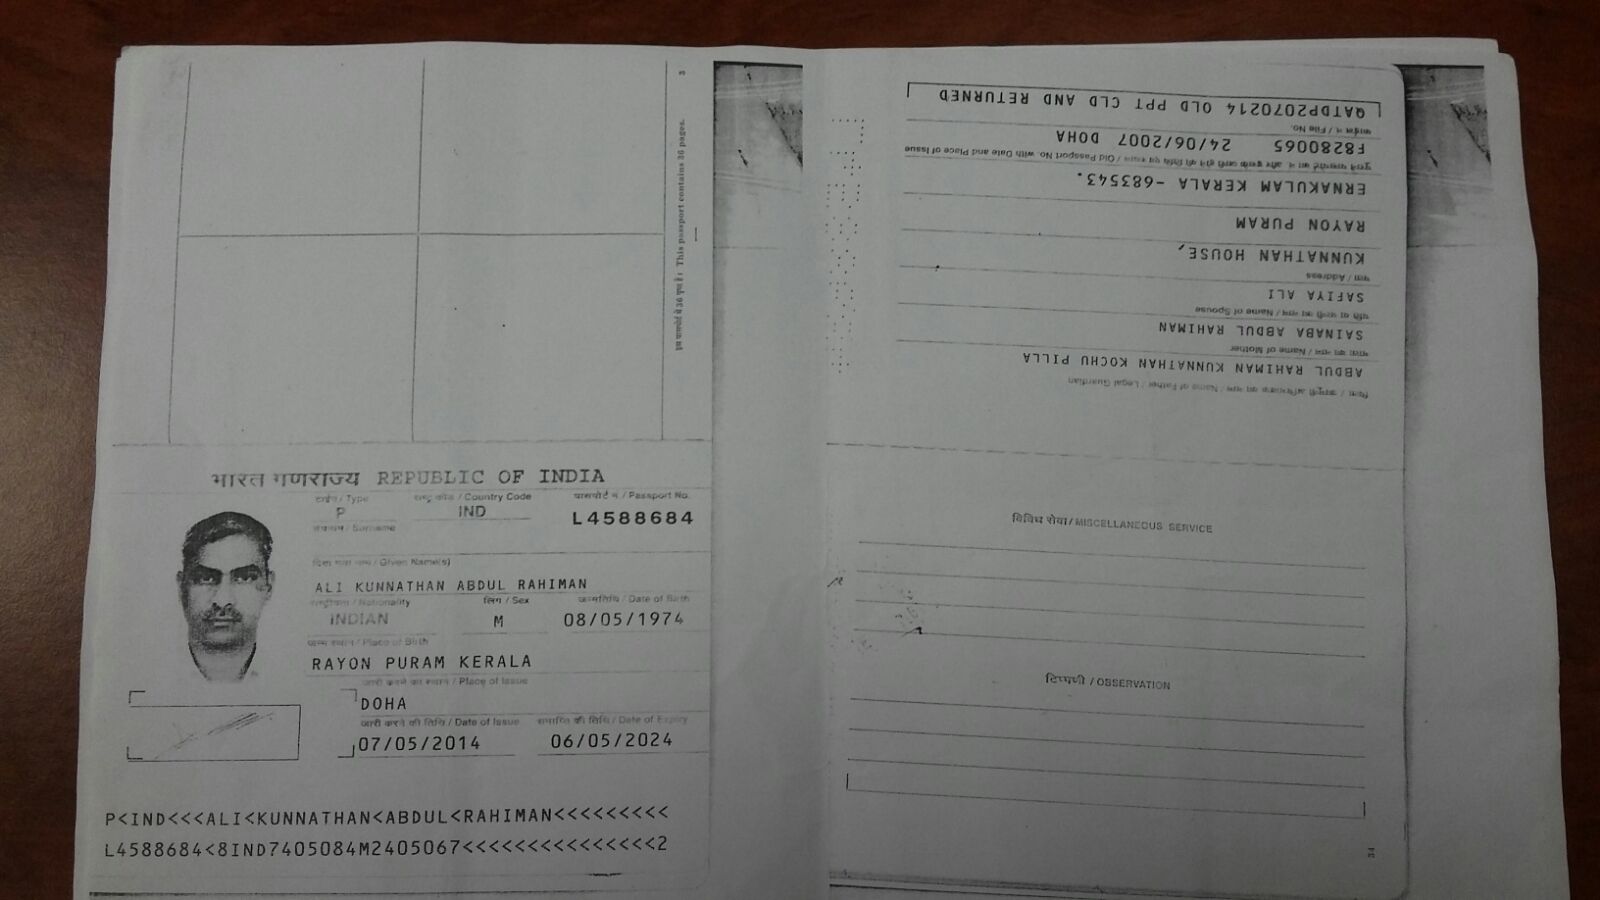 3
इस पासपोर्ट में 36 पृष्ठ है। This passport contains 36 pages.
भारत गणराज्य REPUBLIC OF INDIA
टाईप / Type राष्ट्र कोड / Country Code पासपोर्ट नं / Passport No.
P IND L4588684
उपनाम / Surname
दिया गया नाम / Given Name(s)
ALI KUNNATHAN ABDUL RAHIMAN
राष्ट्रीयता / Nationality लिंग / Sex जन्मतिथि / Date of Birth
INDIAN M 08/05/1974
जन्म स्थान / Place of Birth
RAYON PURAM KERALA
जारी करने का स्थान / Place of Issue
DOHA
जारी करने की तिथि / Date of Issue समाप्ति की तिथि / Date of Expiry
07/05/2014 06/05/2024
P<IND<<<ALI<KUNNATHAN<ABDUL<RAHIMAN<<<<<<<<<
L4588684<8IND7405084M2405067<<<<<<<<<<<<<<<2
पिता / कानूनी अभिभावक का नाम / Name of Father / Legal Guardian
ABDUL RAHIMAN KUNNATHAN KOCHU PILLA
माता का नाम / Name of Mother
SAINABA ABDUL RAHIMAN
पति या पत्नी का नाम / Name of Spouse
SAFIYA ALI
पता / Address
KUNNATHAN HOUSE,
RAYON PURAM
ERNAKULAM KERALA -683543.
पुराने पासपोर्ट का नं. और इसके जारी होने की तिथि एवं स्थान / Old Passport No. with Date and Place of Issue
F8280065 24/06/2007 DOHA
फाईल नं / File No.
QATDP2070214 OLD PPT CLD AND RETURNED
विविध सेवा / MISCELLANEOUS SERVICE
टिप्पणी / OBSERVATION
34